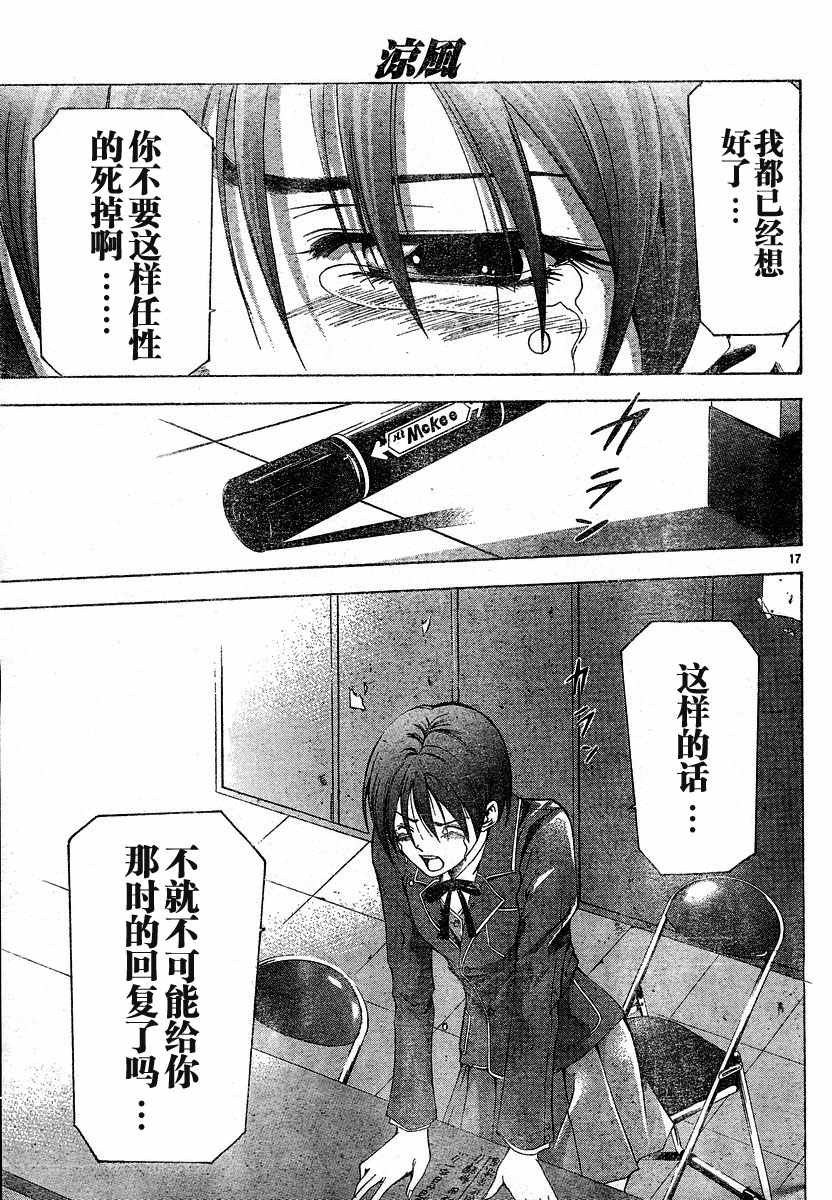 涼風
我都已经想
好了…
你不要这样任性
的死掉啊
……
Mckee
カラン
17
这样的话
…
カラン
不就不可能给你
那时的回复了吗
…